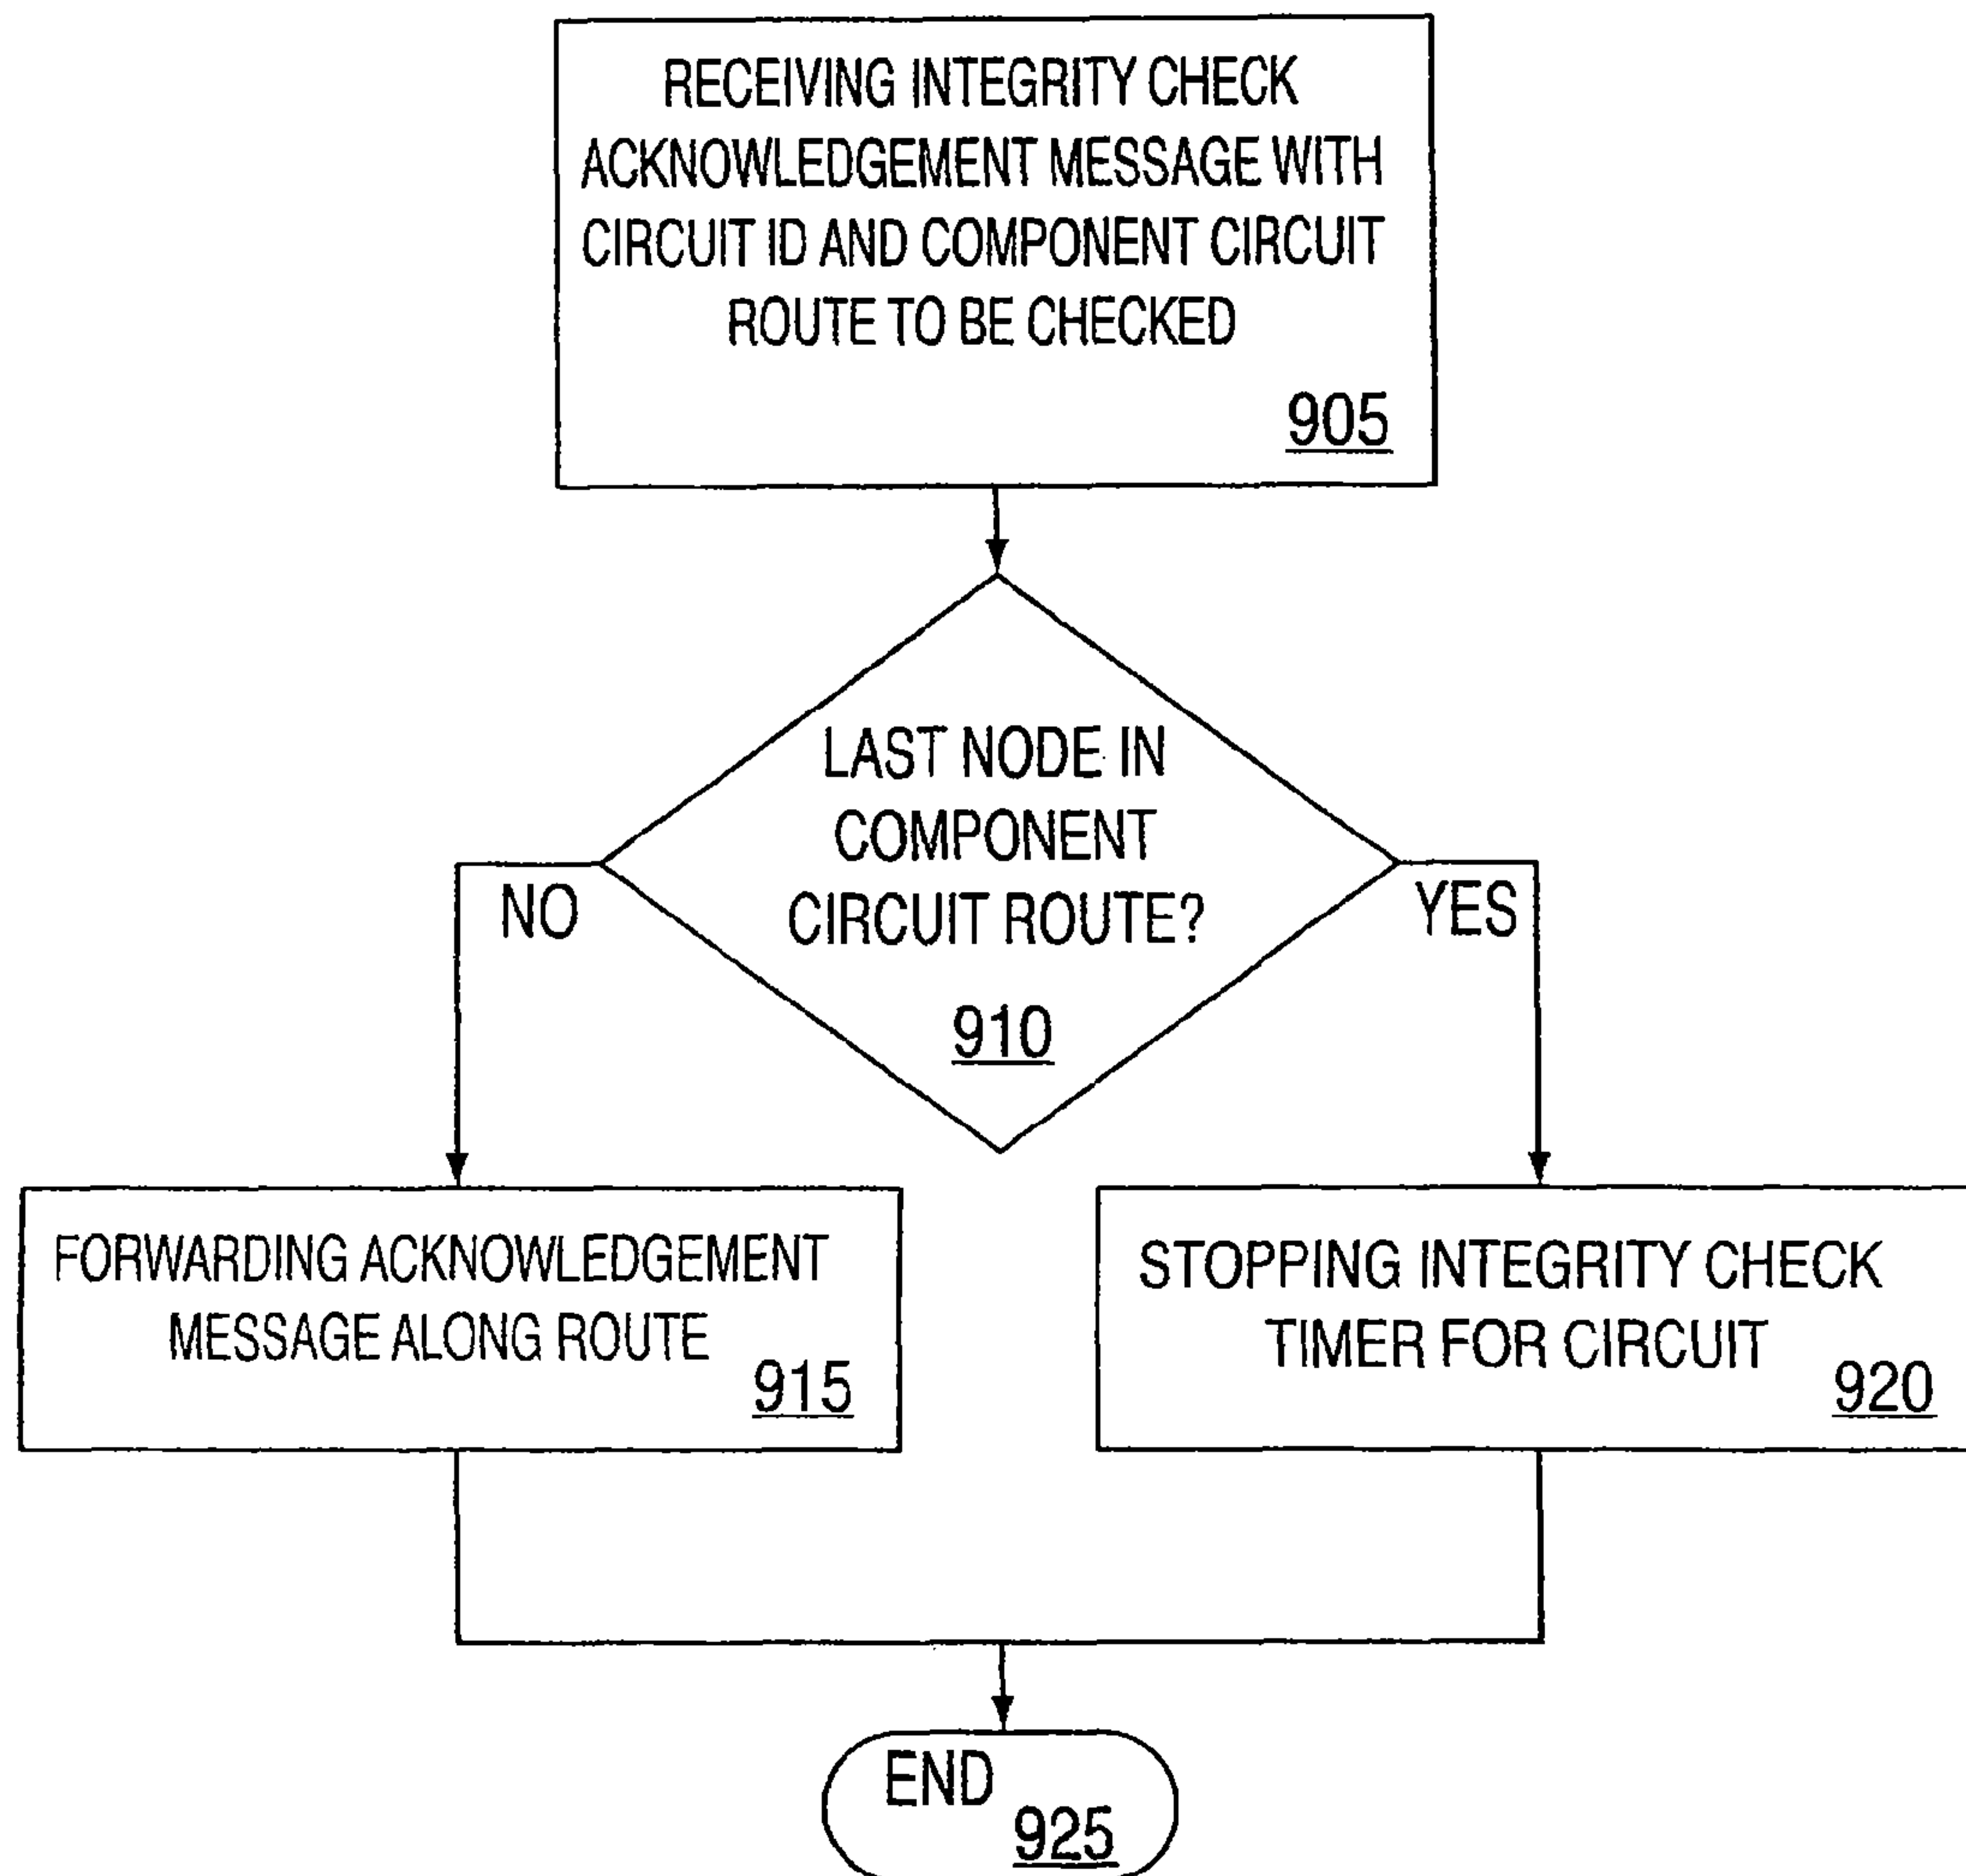 RECEIVING INTEGRITY CHECK
ACKNOWLEDGEMENT MESSAGE WITH
CIRCUIT ID AND COMPONENT CIRCUIT
ROUTE TO BE CHECKED
905
LAST NODE IN
COMPONENT
CIRCUIT ROUTE?
910
NO
YES
FORWARDING ACKNOWLEDGEMENT
MESSAGE ALONG ROUTE
915
STOPPING INTEGRITY CHECK
TIMER FOR CIRCUIT
920
END
925